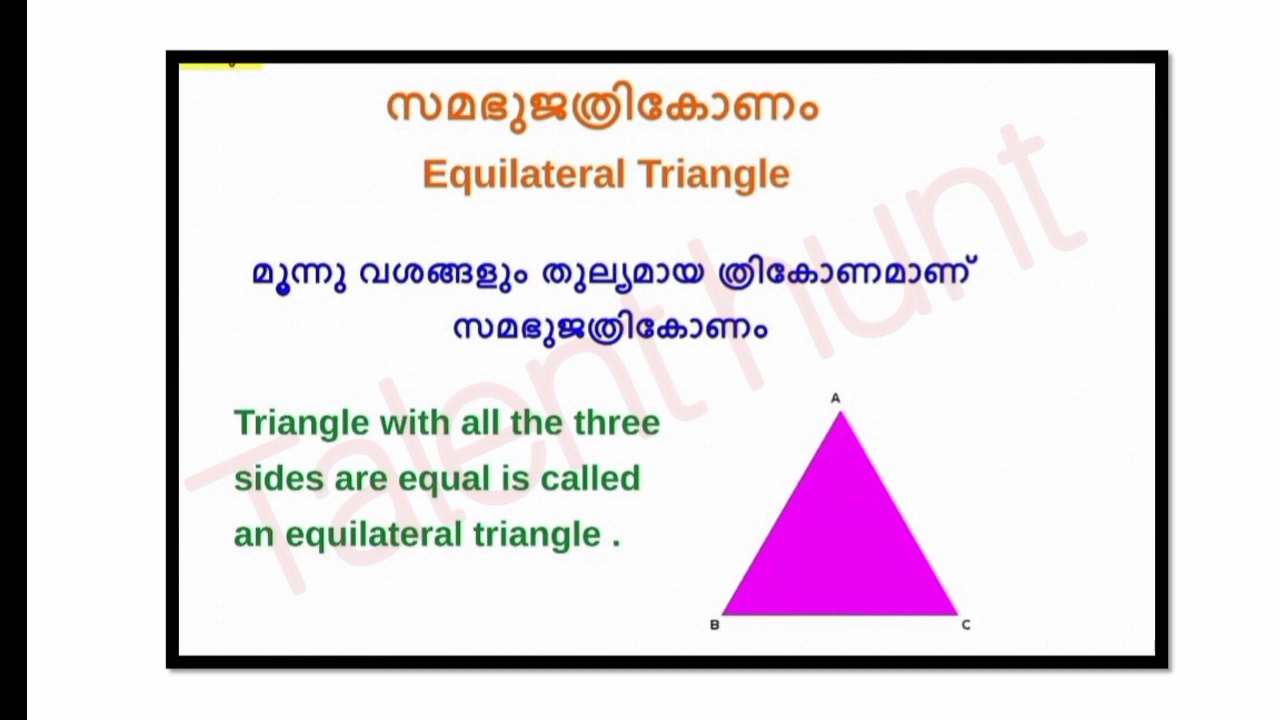 സമഭുജത്രികോണം
Equilateral Triangle
മൂന്നു വശങ്ങളും തുല്യമായ ത്രികോണമാണ്
സമഭുജത്രികോണം
Triangle with all the three
sides are equal is called
an equilateral triangle .
A
B
C
Talent hunt